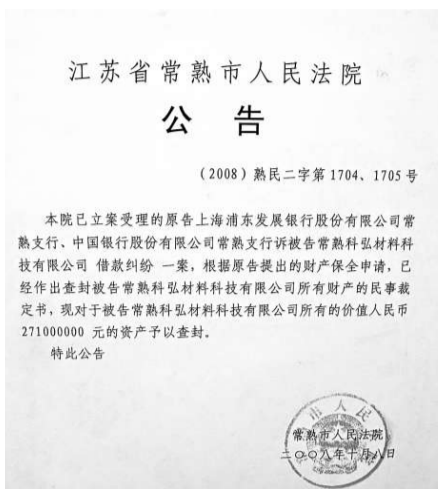 江苏省常熟市人民法院
公 告
(2008)熟民二字第1704、1705号
本院已立案受理的原告上海浦东发展银行股份有限公司常
熟支行、中国银行股份有限公司常熟支行诉被告常熟科弘材料科
技有限公司 借款纠纷 一案，根据原告提出的财产保全申请，已
经作出查封被告常熟科弘材料科技有限公司所有财产的民事裁
定书，现对于被告常熟科弘材料科技有限公司所有的价值人民币
271000000 元的资产予以查封。
特此公告
常熟市人民法院
二〇〇八年十月八日